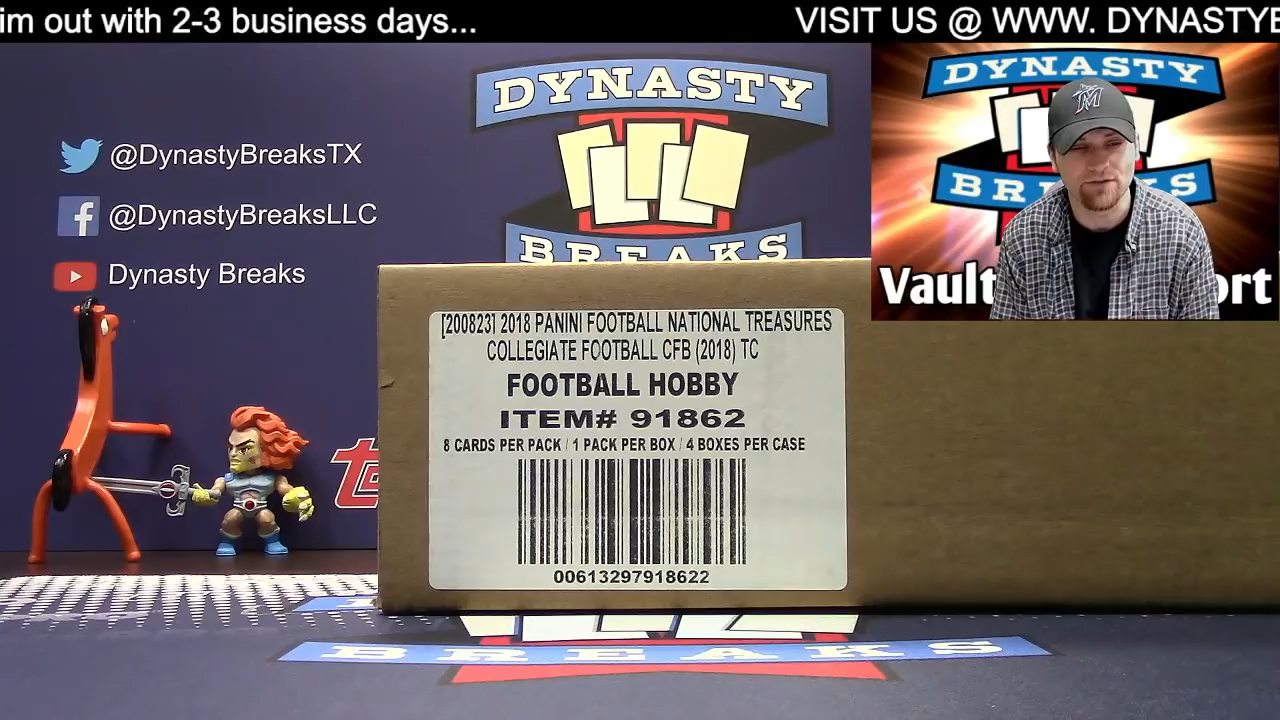 im out with 2-3 business days...
VISIT US @ WWW. DYNASTYB
DYNASTY
BREAKS
@DynastyBreaksTX
@DynastyBreaksLLC
Dynasty Breaks
DYNASTY
BREAKS
Vault
ort
[200823] 2018 PANINI FOOTBALL NATIONAL TREASURES
COLLEGIATE FOOTBALL CFB (2018) TC
FOOTBALL HOBBY
ITEM# 91862
8 CARDS PER PACK / 1 PACK PER BOX / 4 BOXES PER CASE
00613297918622
BREAKS